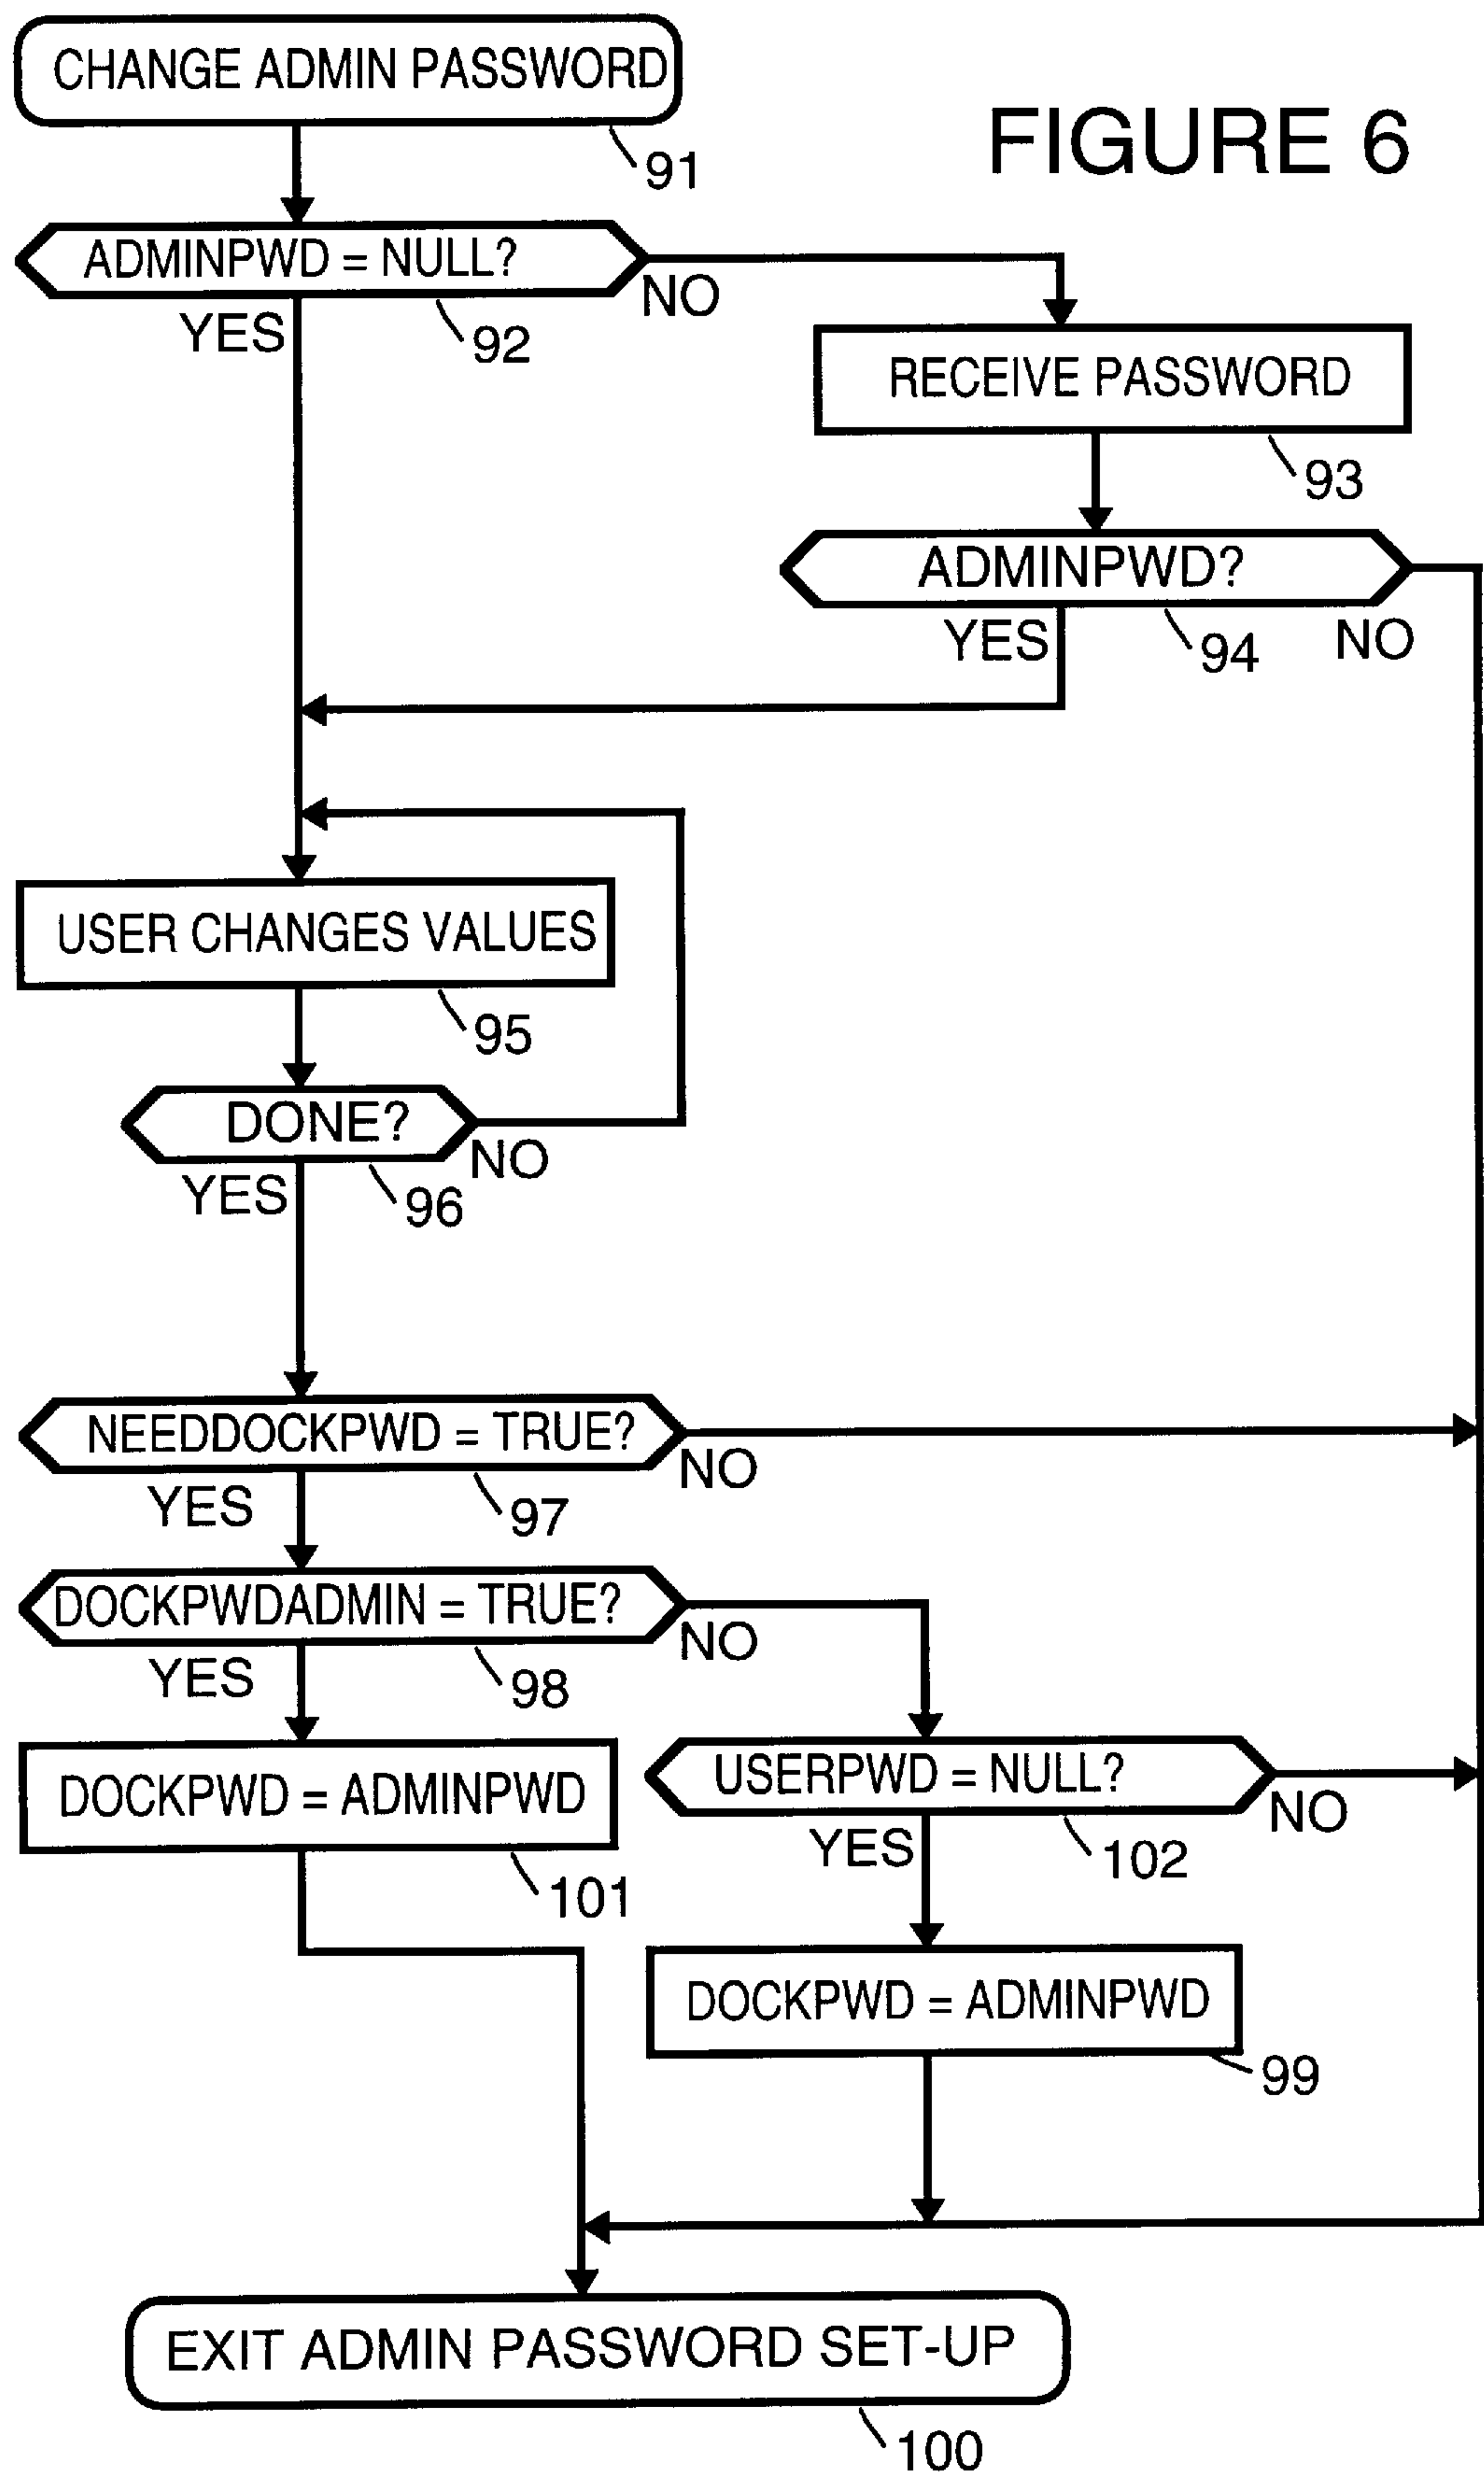 CHANGE ADMIN PASSWORD
FIGURE 6
91
ADMINPWD = NULL?
NO
YES
92
RECEIVE PASSWORD
93
ADMINPWD?
YES
94
NO
USER CHANGES VALUES
95
DONE?
NO
YES
96
NEEDDOCKPWD = TRUE?
NO
YES
97
DOCKPWDADMIN = TRUE?
NO
YES
98
DOCKPWD = ADMINPWD
USERPWD = NULL?
NO
YES
102
101
DOCKPWD = ADMINPWD
99
EXIT ADMIN PASSWORD SET-UP
100